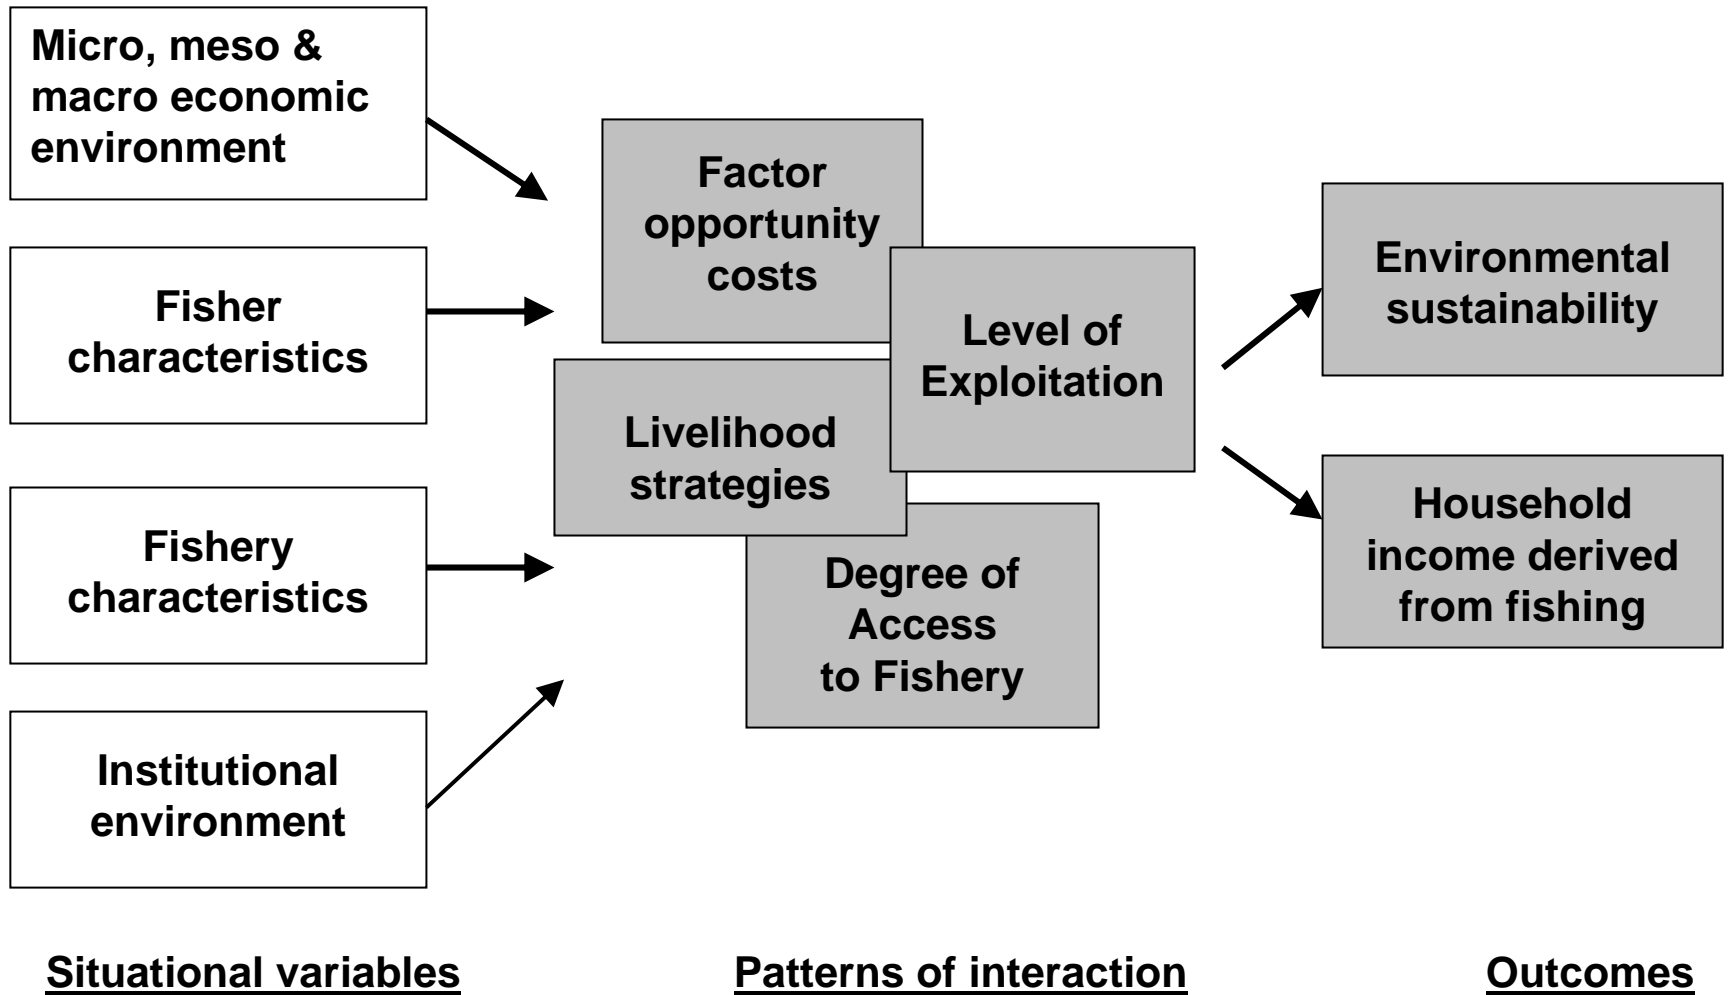 Micro, meso &
macro economic
environment
Fisher
characteristics
Fishery
characteristics
Institutional
environment
Factor
opportunity
costs
Level of
Exploitation
Livelihood
strategies
Degree of
Access
to Fishery
Environmental
sustainability
Household
income derived
from fishing
Situational variables
Patterns of interaction
Outcomes